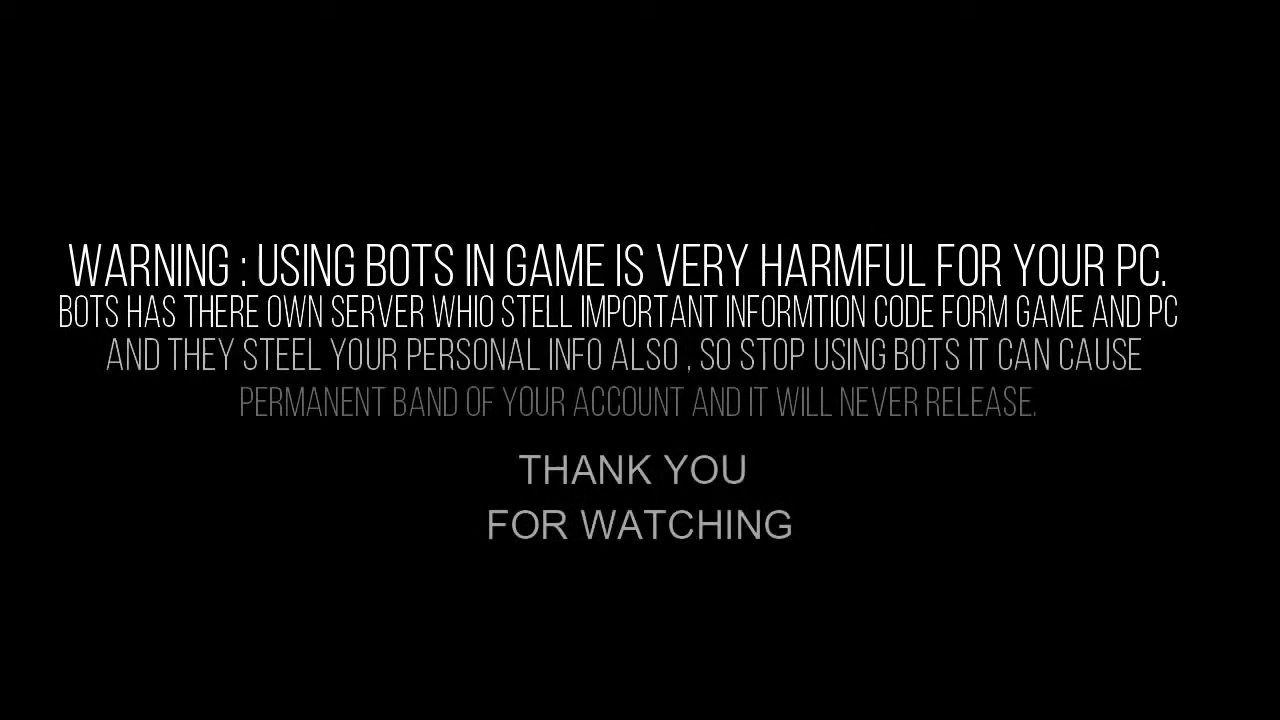 WARNING : USING BOTS IN GAME IS VERY HARMFUL FOR YOUR PC.
BOTS HAS THERE OWN SERVER WHIO STELL IMPORTANT INFORMTION CODE FORM GAME AND PC
AND THEY STEEL YOUR PERSONAL INFO ALSO , SO STOP USING BOTS IT CAN CAUSE
PERMANENT BAND OF YOUR ACCOUNT AND IT WILL NEVER RELEASE.
THANK YOU
FOR WATCHING